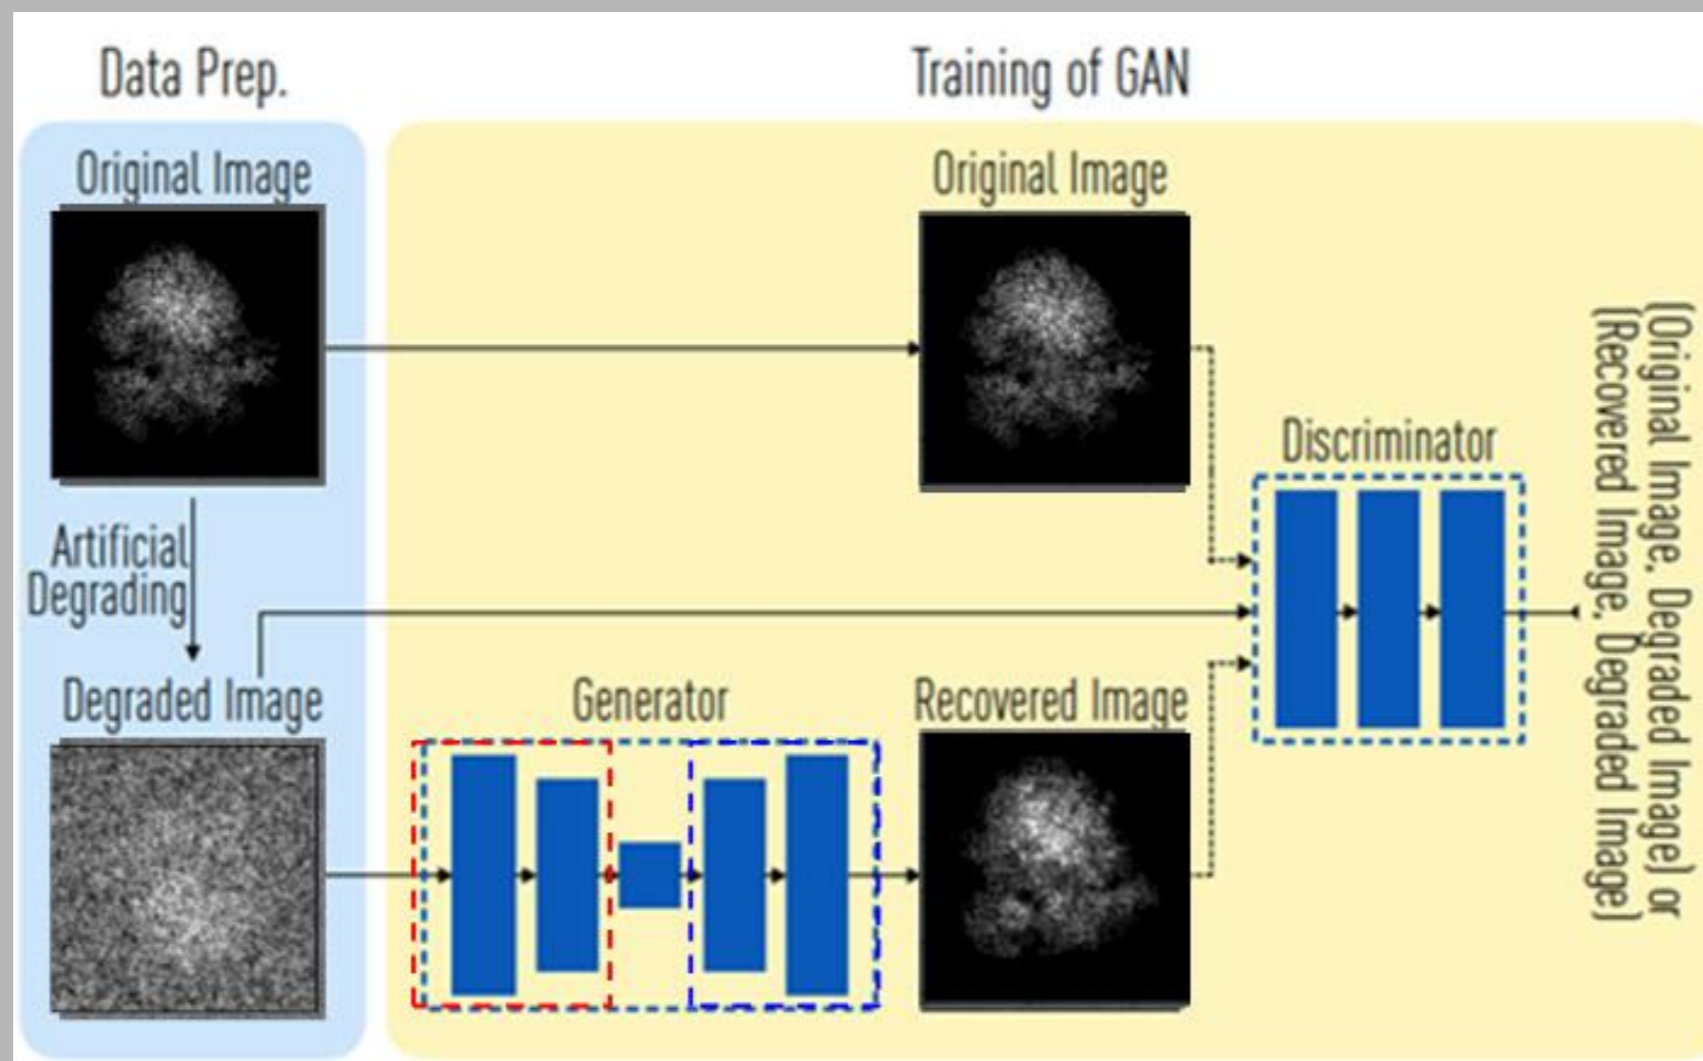 Data Prep.
Training of GAN
Original Image
Original Image
Artificial
Degrading
Discriminator
Degraded Image
Generator
Recovered Image
(Original Image, Degraded Image) or
(Recovered Image, Degraded Image)